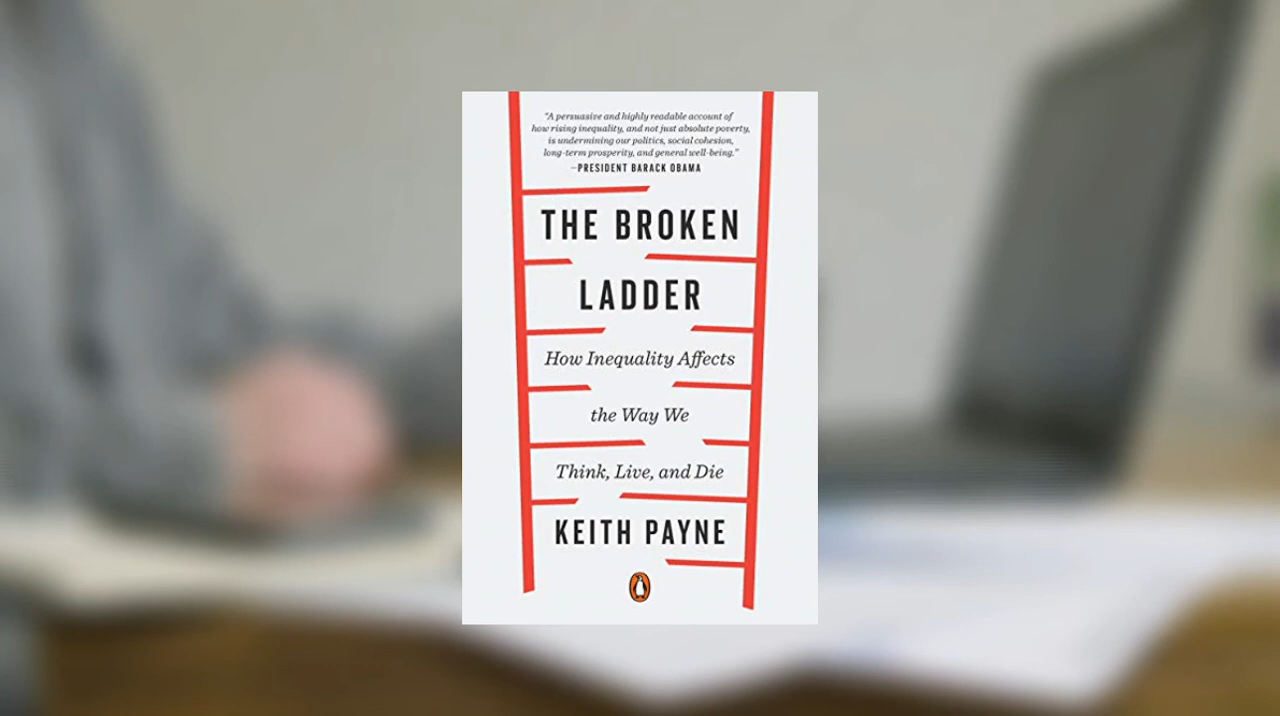 "A persuasive and highly readable account of
how rising inequality, and not just absolute poverty,
is undermining our politics, social cohesion,
long-term prosperity, and general well-being."
—PRESIDENT BARACK OBAMA
THE BROKEN
LADDER
How Inequality Affects
the Way We
Think, Live, and Die
KEITH PAYNE